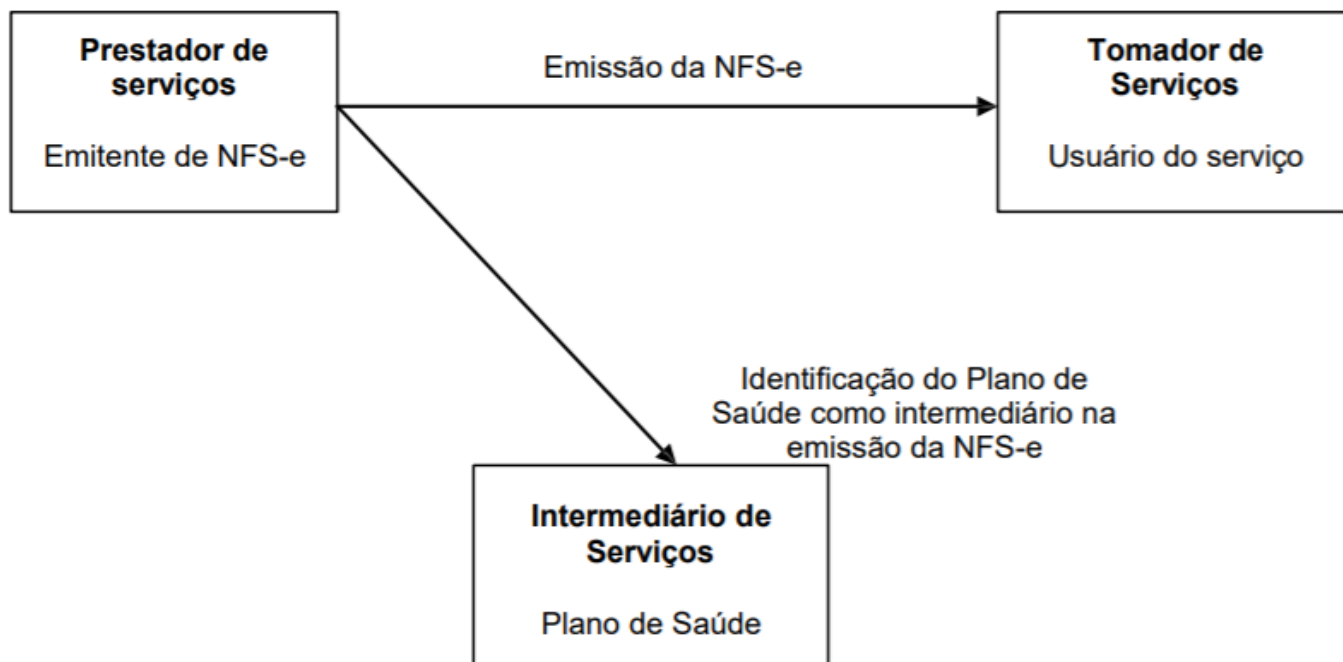 Prestador de
serviços
Emitente de NFS-e
Emissão da NFS-e
Tomador de
Serviços
Usuário do serviço
Identificação do Plano de
Saúde como intermediário na
emissão da NFS-e
Intermediário de
Serviços
Plano de Saúde